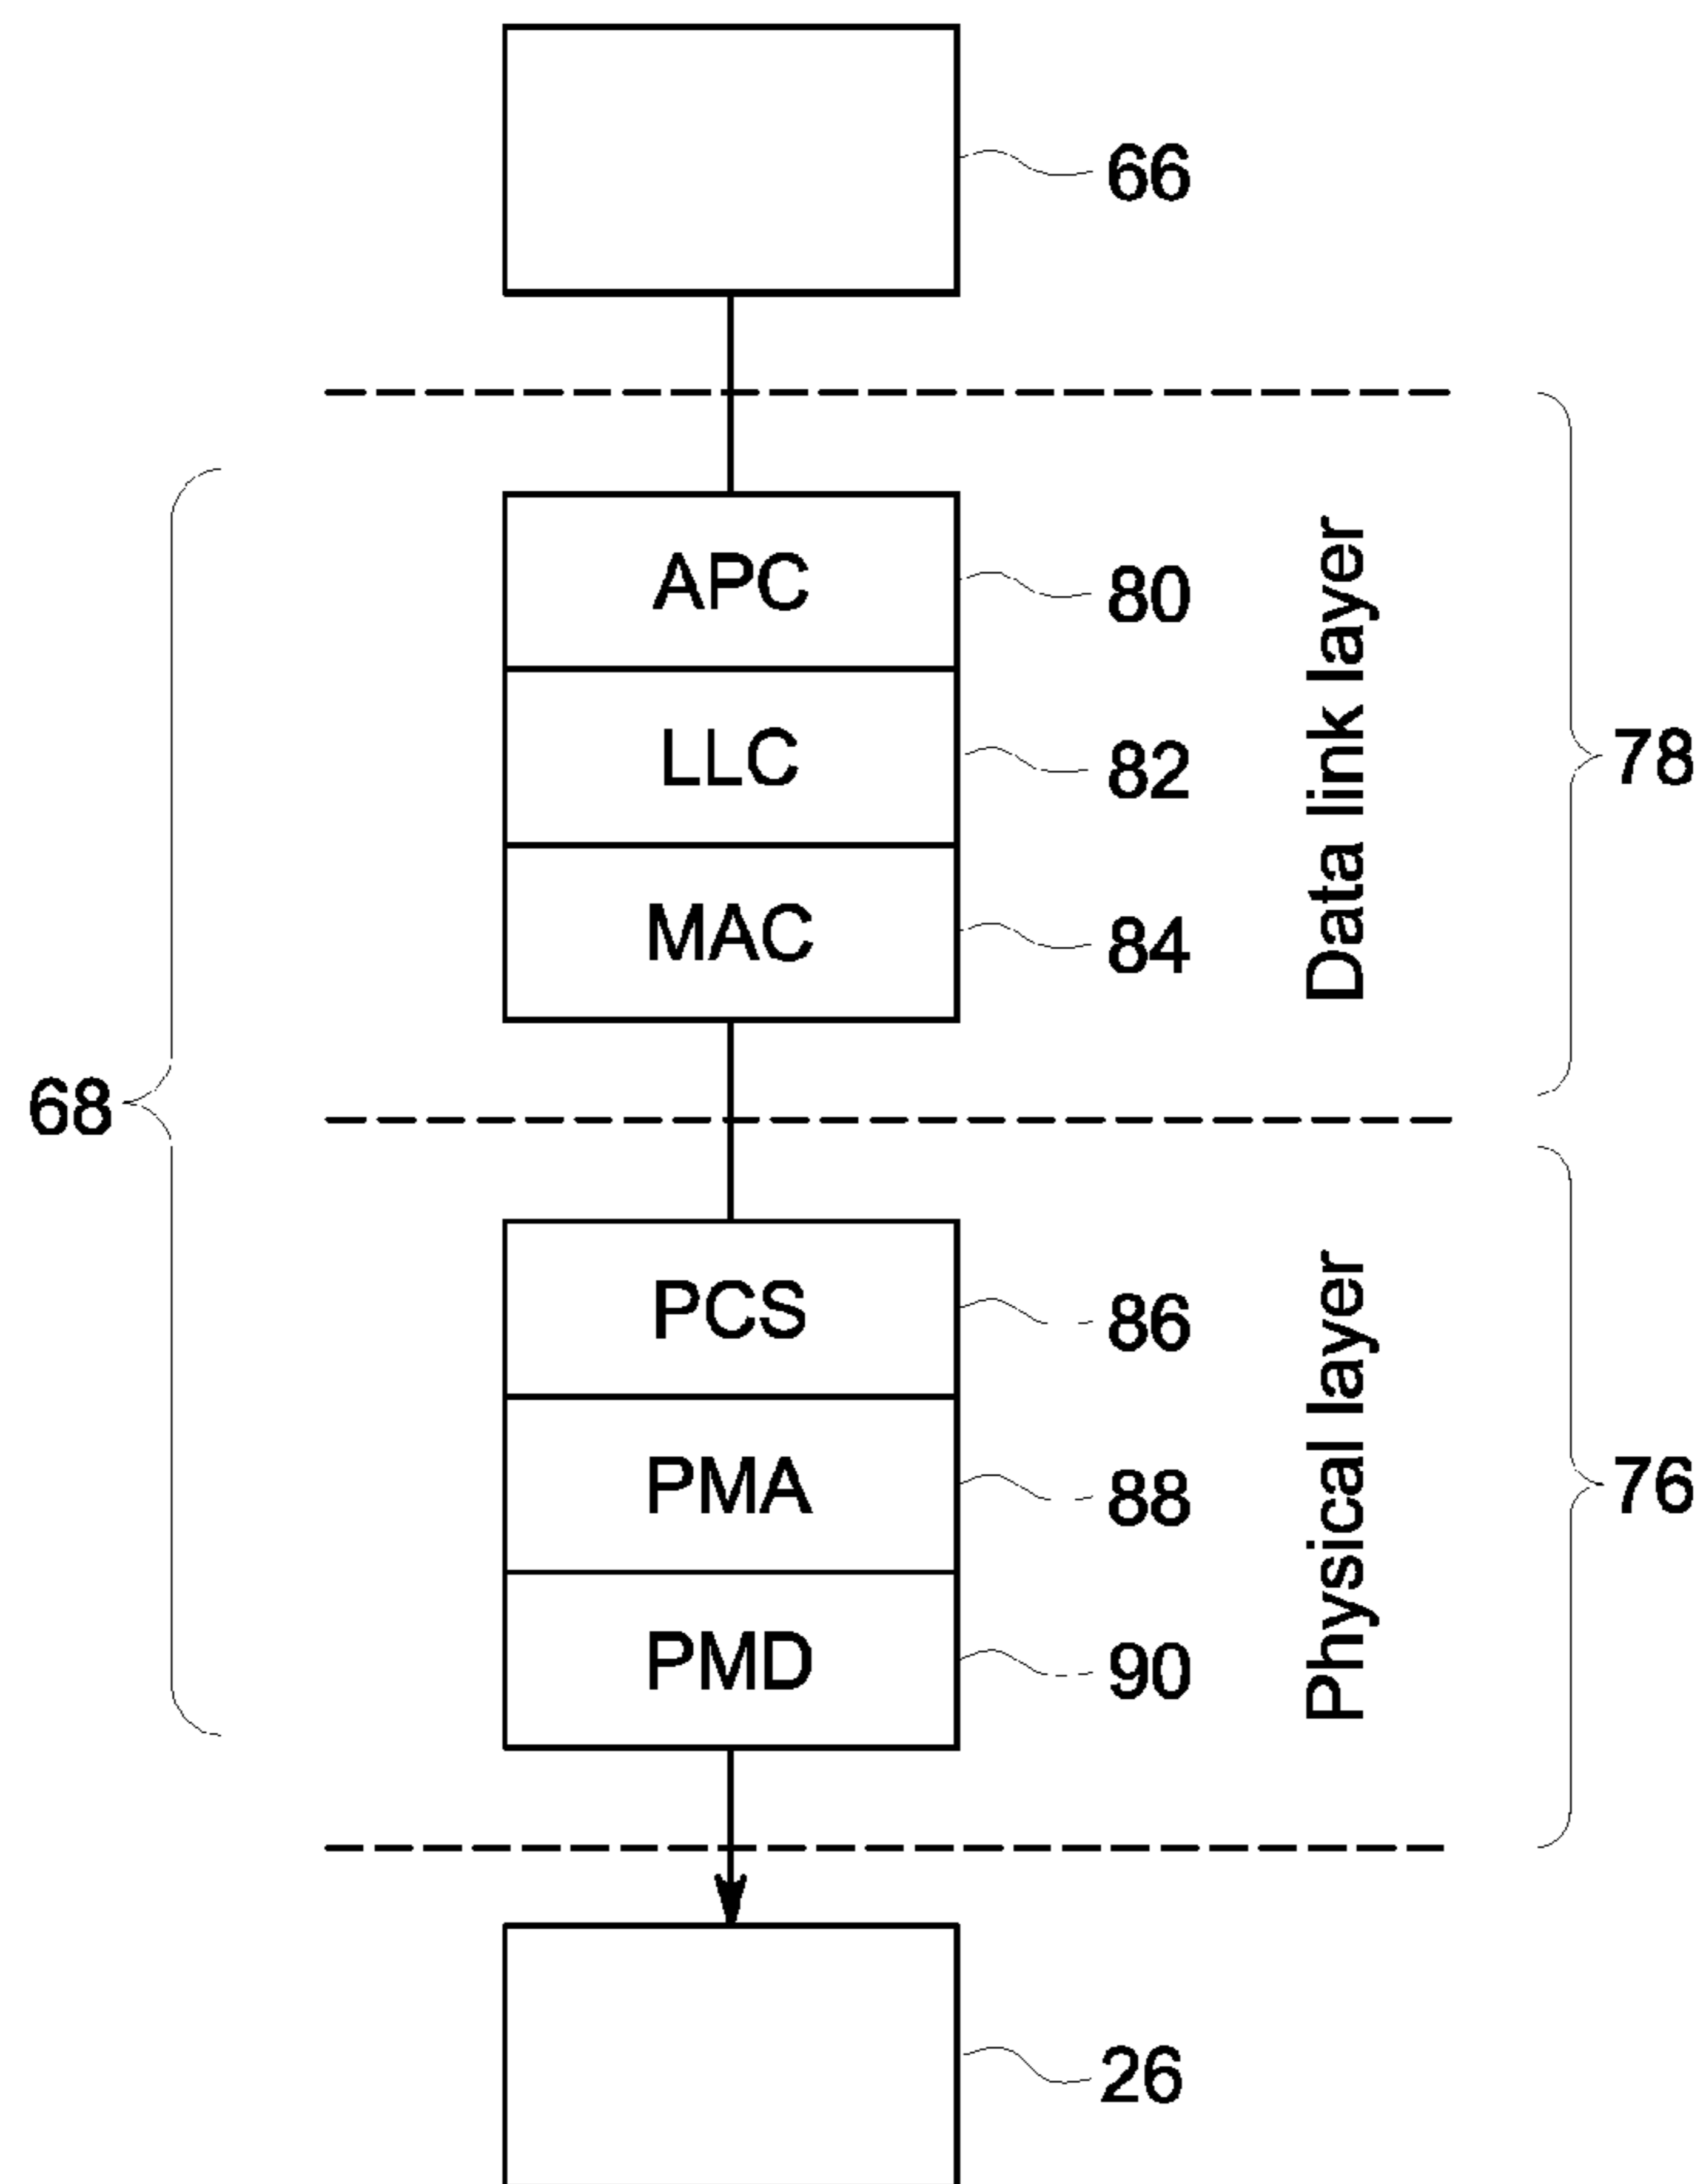 66
APC
80
LLC
82
MAC
84
Data link layer
78
68
PCS
86
PMA
88
PMD
90
Physical layer
76
26